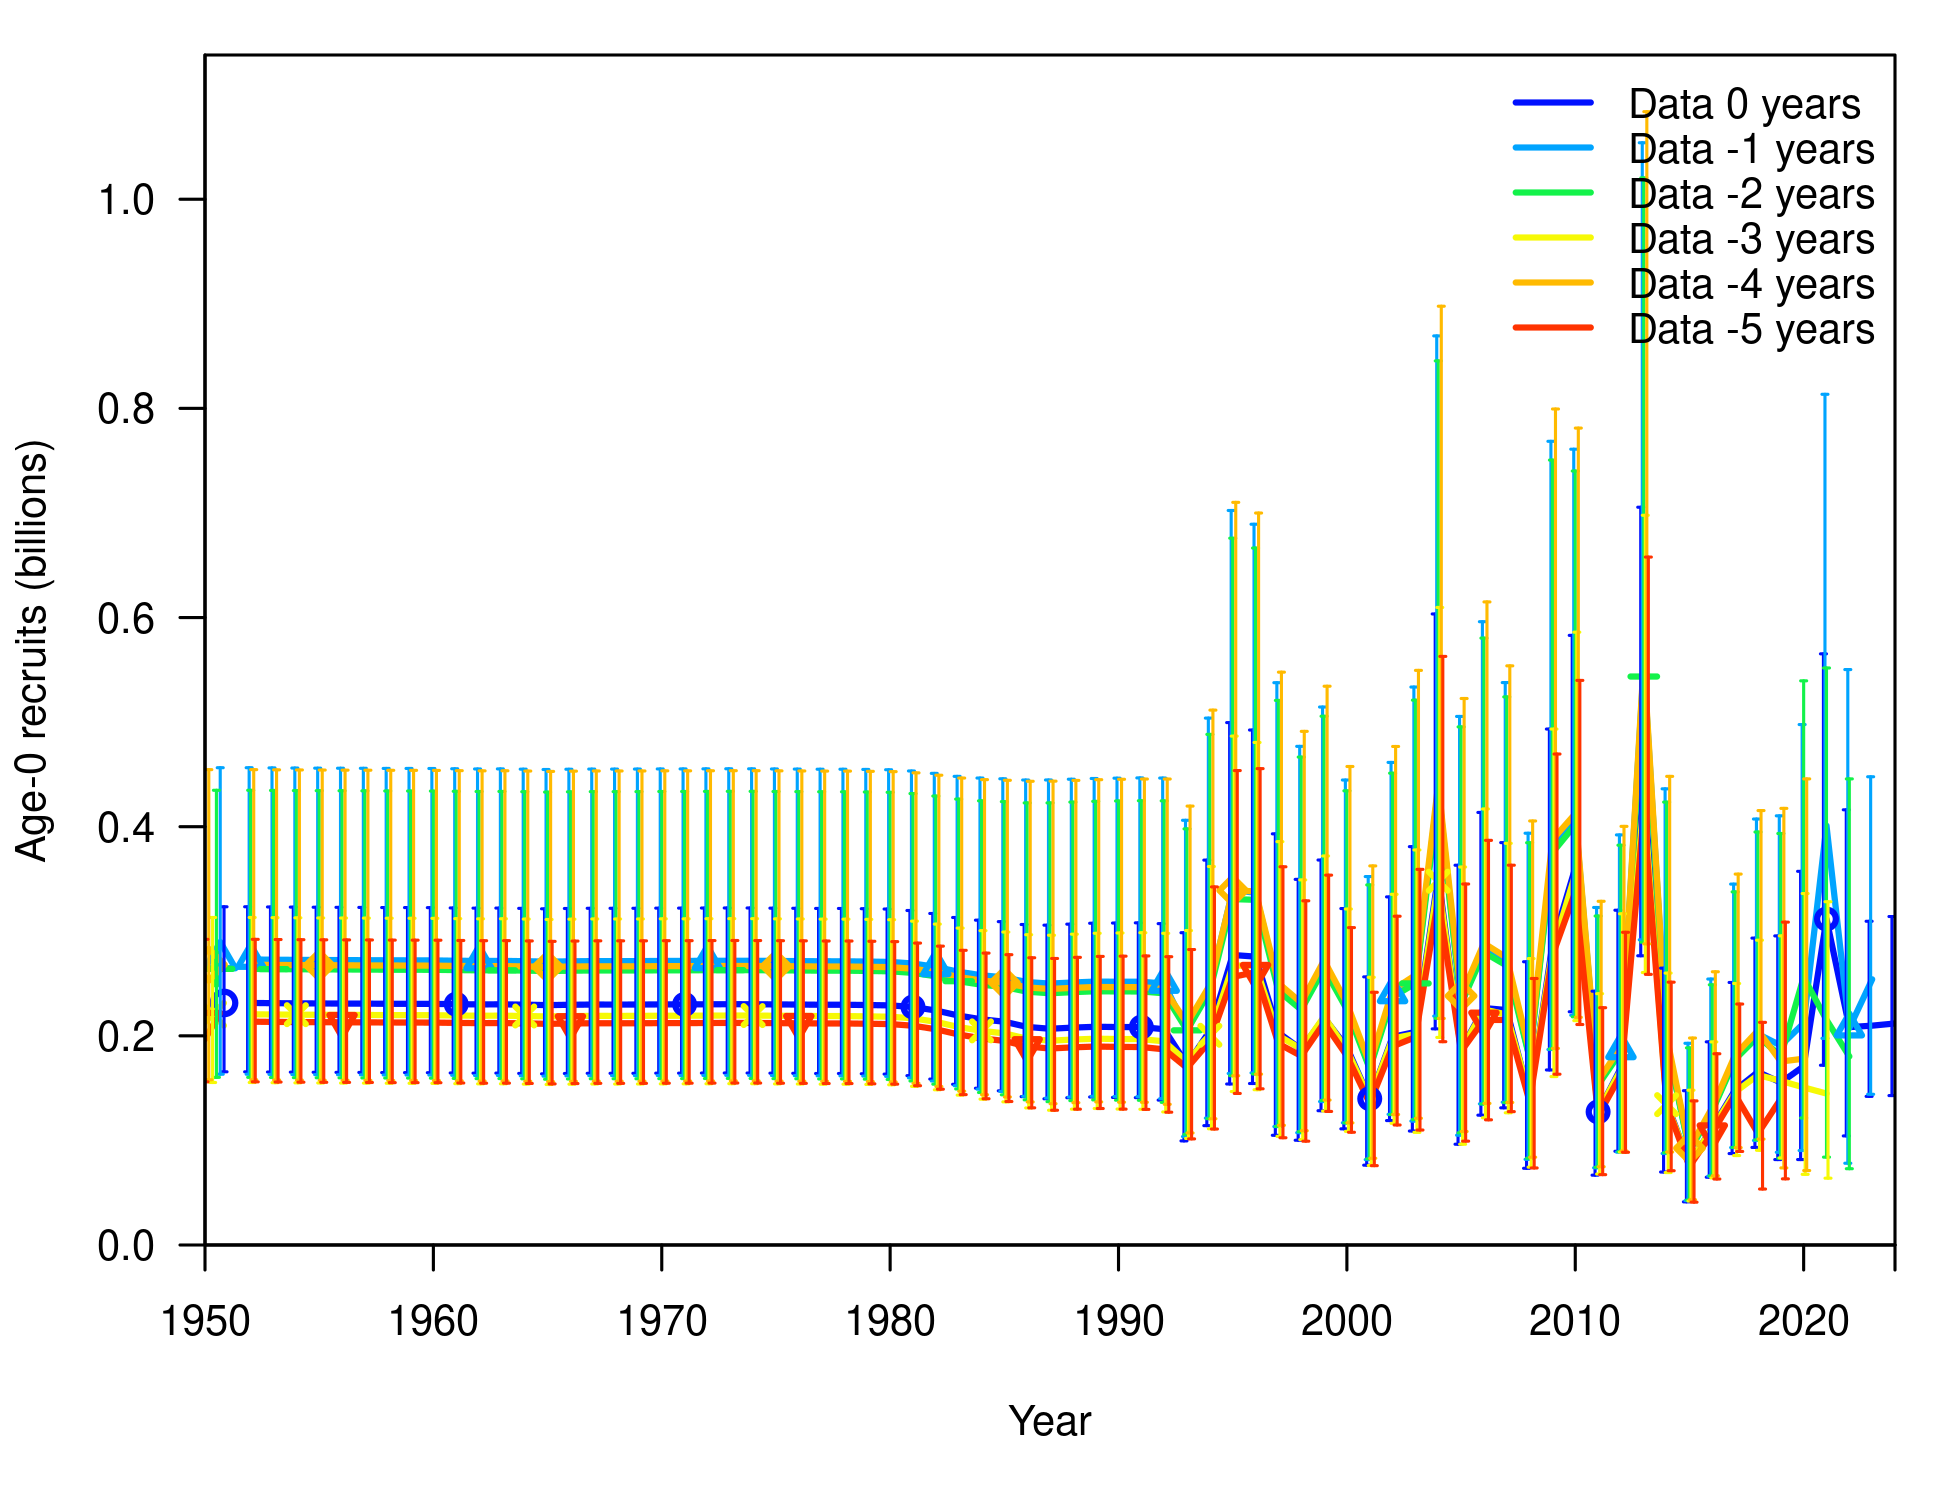 Data 0 years
Data -1 years
Data -2 years
Data -3 years
Data -4 years
Data -5 years
1.0
0.8
0.6
0.4
0.2
0.0
Age-0 recruits (billions)
1950 1960 1970 1980 1990 2000 2010 2020
Year